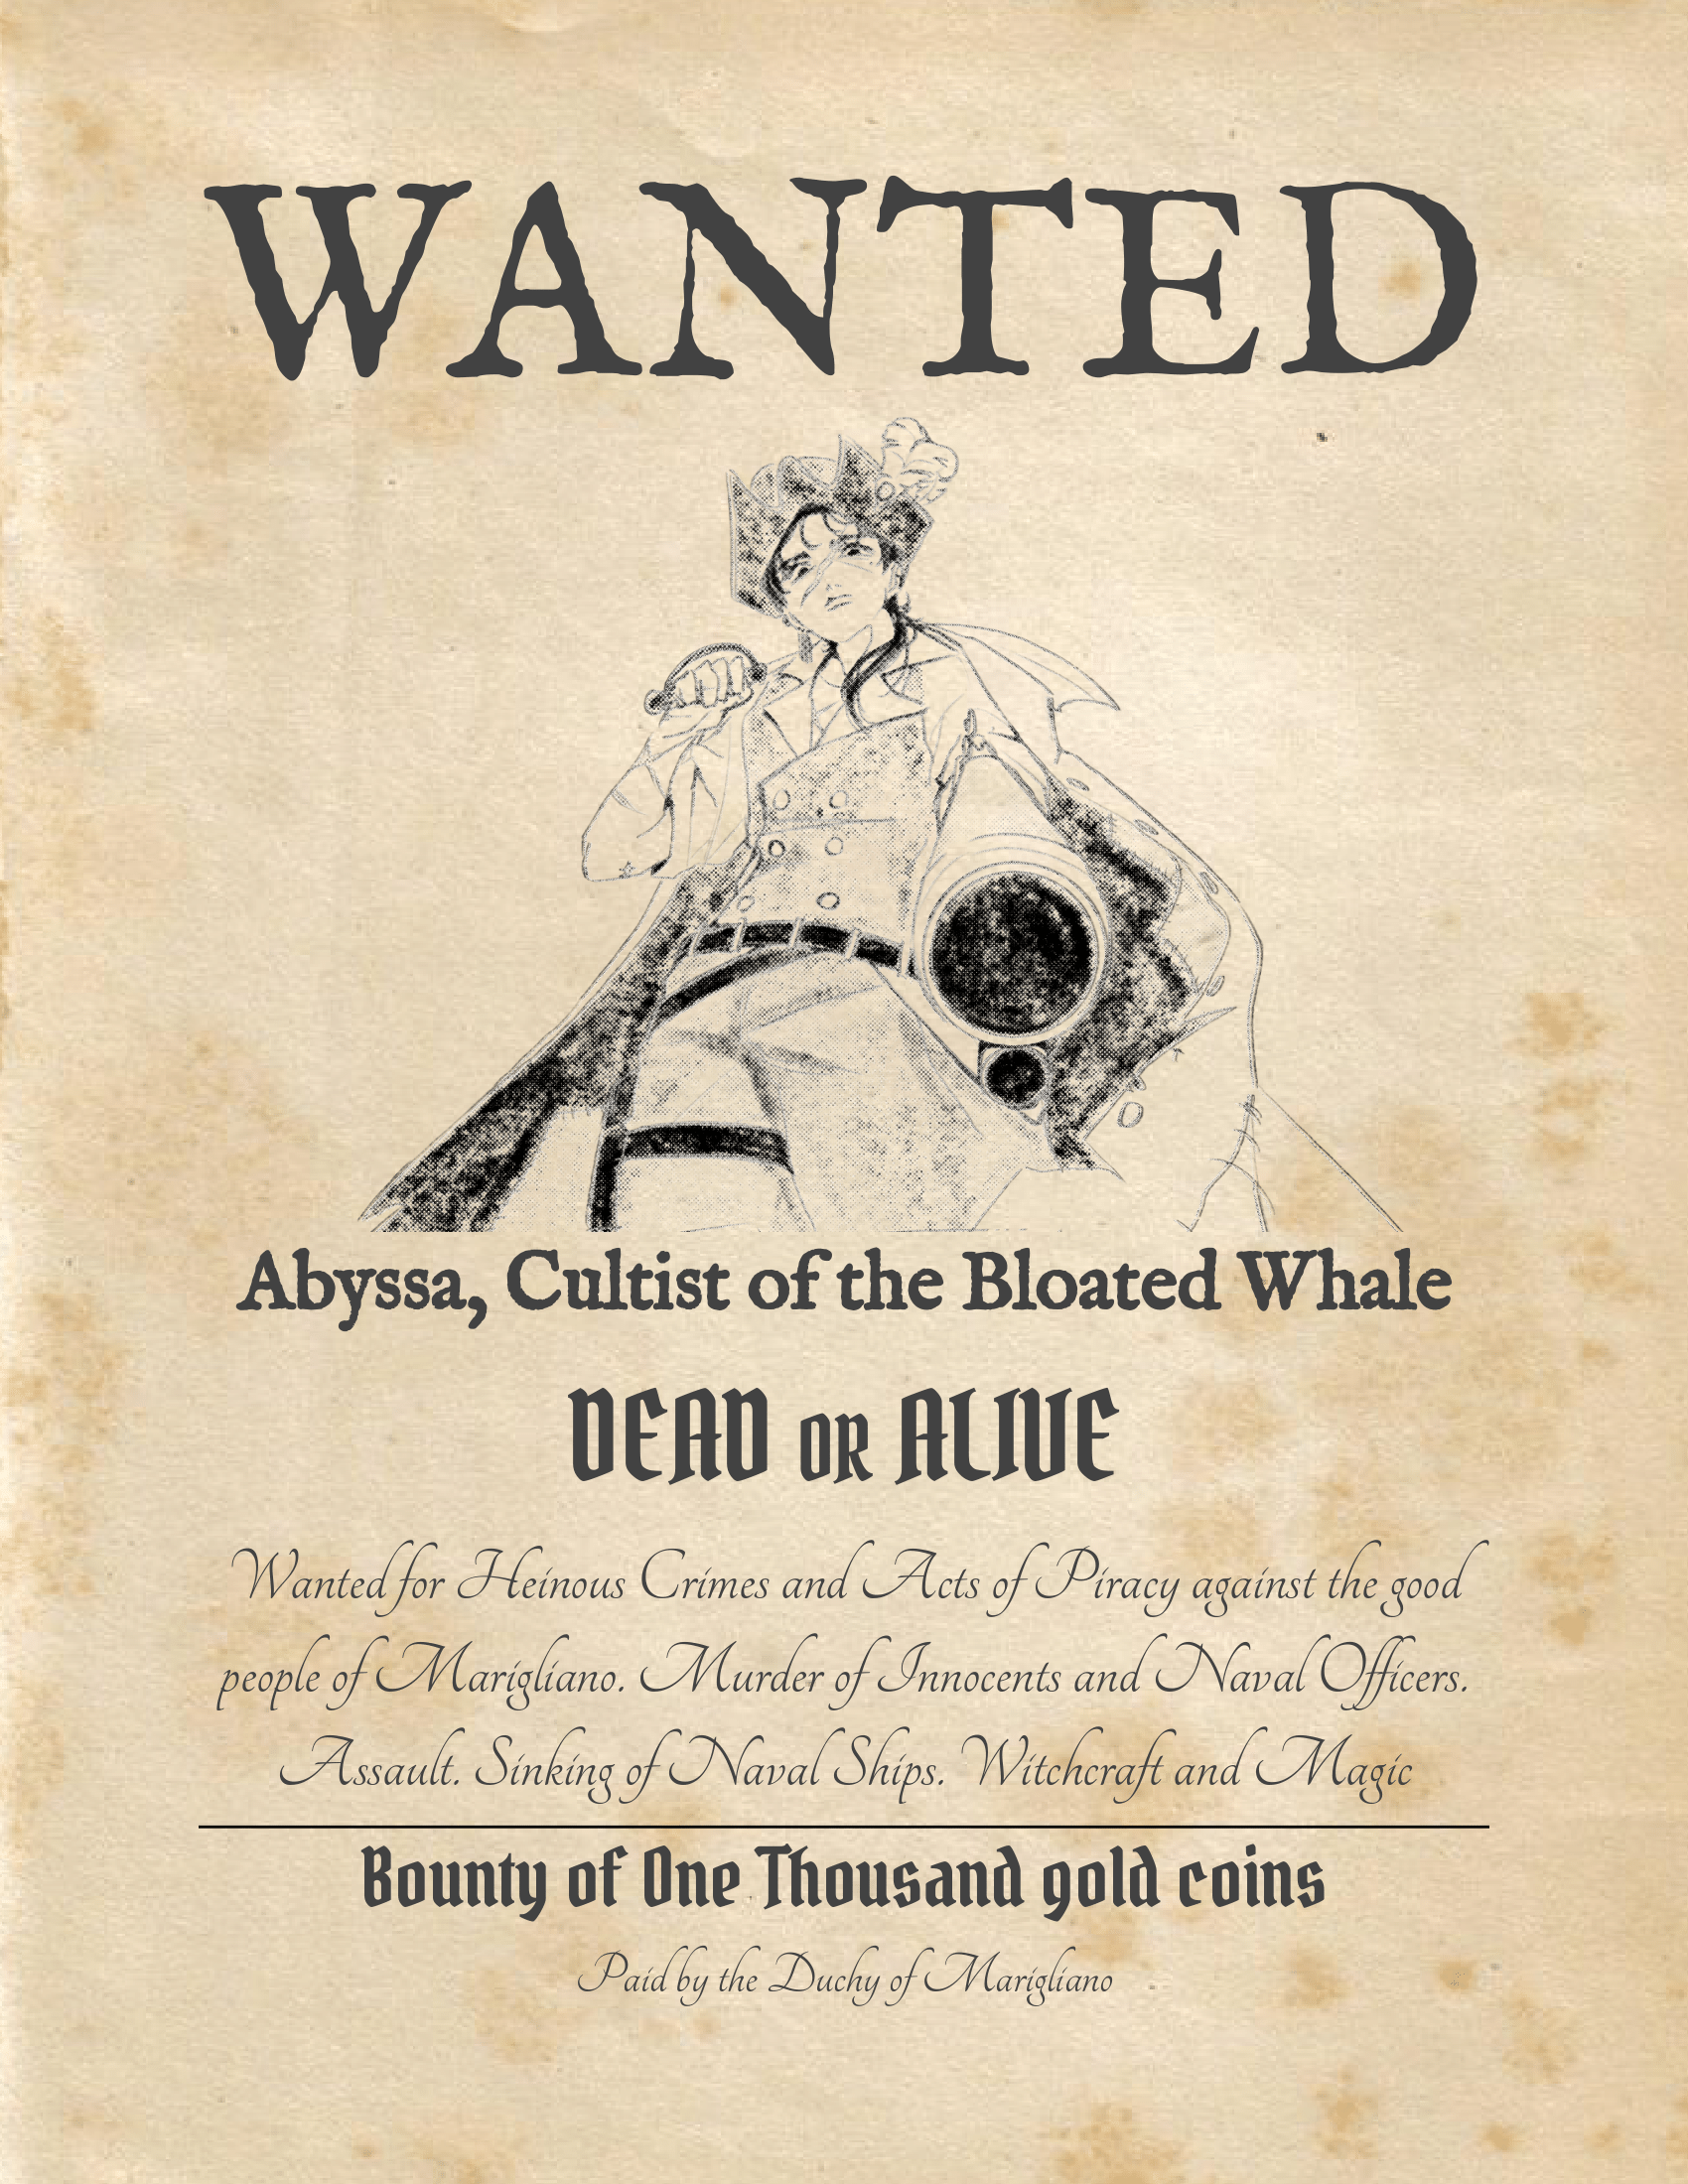 WANTED
Abyssa, Cultist of the Bloated Whale
DEAD OR ALIVE
Wanted for Heinous Crimes and Acts of Piracy against the good
people of Marigliano. Murder of Innocents and Naval Officers.
Assault. Sinking of Naval Ships. Witchcraft and Magic
Bounty of One Thousand gold coins
Paid by the Duchy of Marigliano